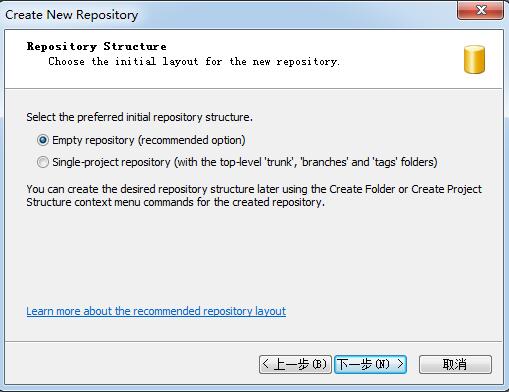 Create New Repository
Repository Structure
Choose the initial layout for the new repository.
Select the preferred initial repository structure.
Empty repository (recommended option)
Single-project repository (with the top-level 'trunk', 'branches' and 'tags' folders)
You can create the desired repository structure later using the Create Folder or Create Project
Structure context menu commands for the created repository.
Learn more about the recommended repository layout
< 上一步(B) 下一步(N) > 取消